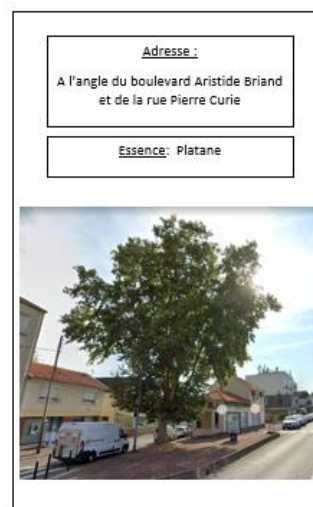 Adresse :
A l'angle du boulevard Aristide Briand
et de la rue Pierre Curie
Essence: Platane